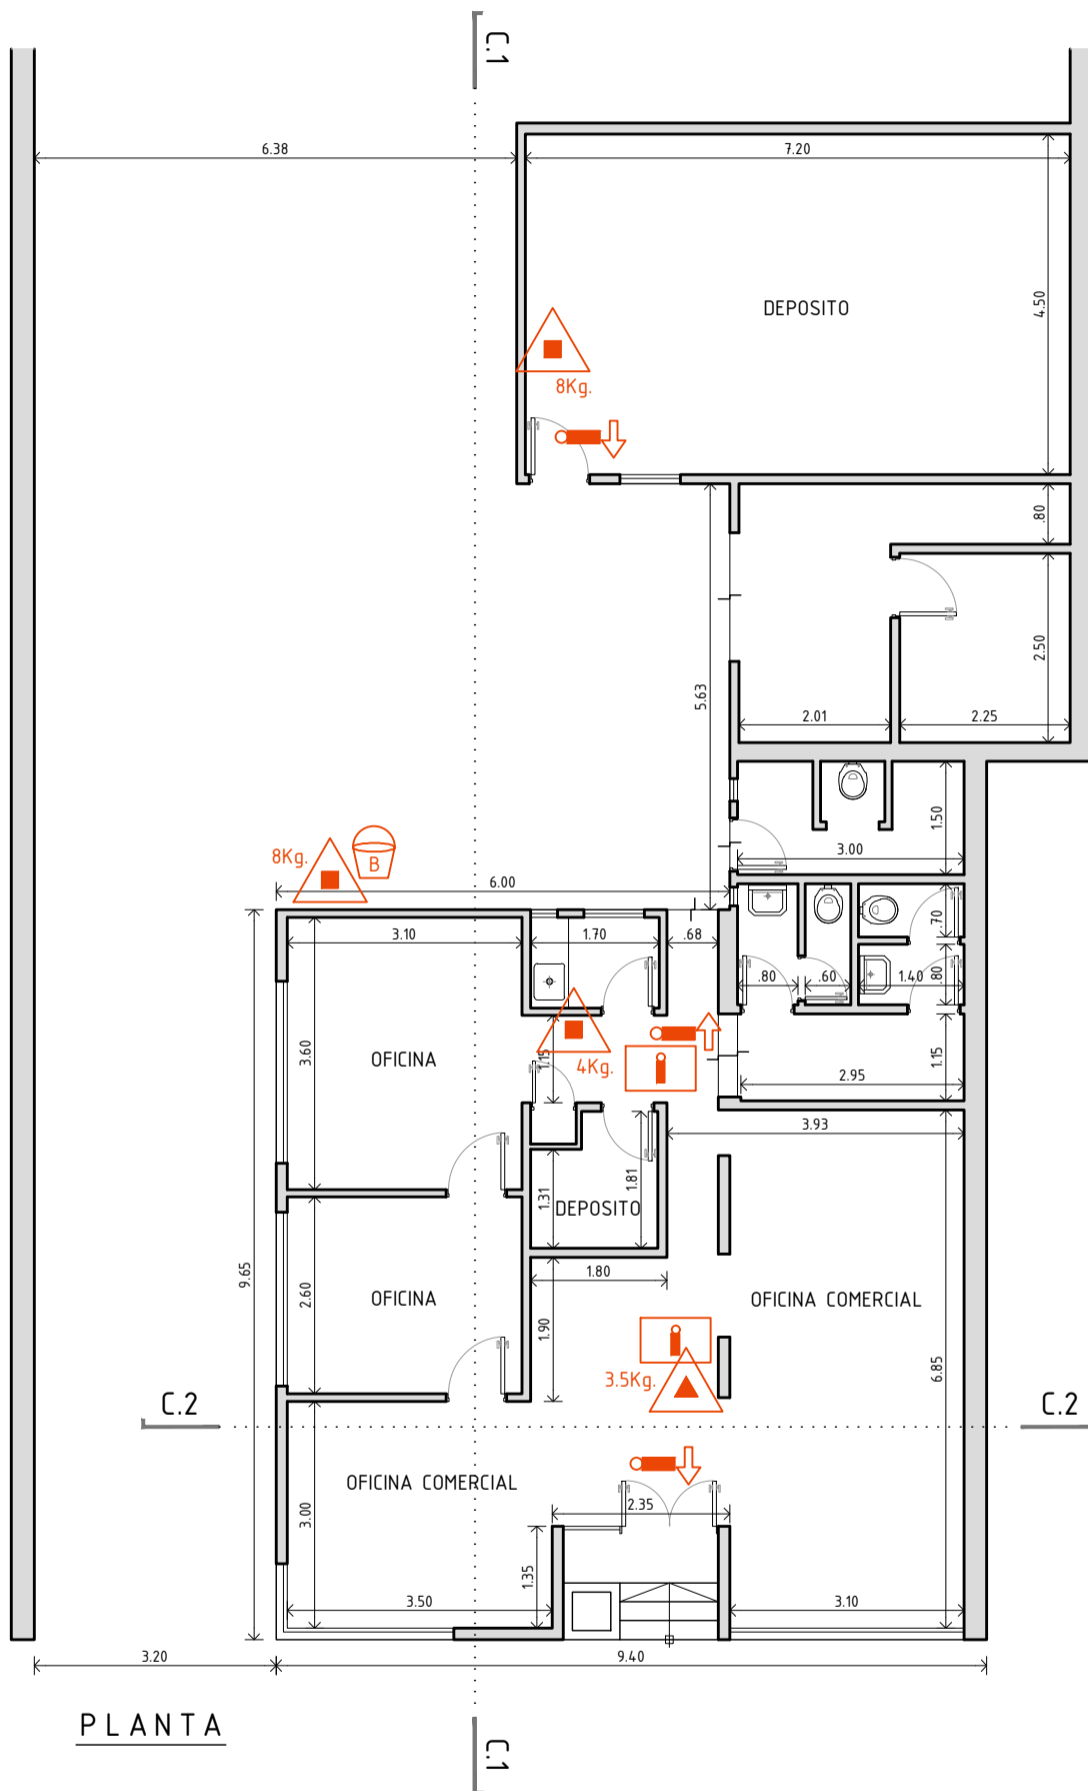 C.1
6.38
7.20
DEPOSITO
4.50
8Kg.
.80
2.50
5.63
2.01
2.25
1.50
3.00
8Kg.
B
6.00
3.10
1.70
.68
.70
.80
.60
1.40
.80
3.60
OFICINA
1.15
4Kg.
2.95
1.15
3.93
1.31
1.81
DEPOSITO
9.65
2.60
OFICINA
1.80
1.90
OFICINA COMERCIAL
6.85
3.5Kg.
C.2
C.2
OFICINA COMERCIAL
3.00
2.35
1.35
3.50
3.10
3.20
9.40
PLANTA
C.1